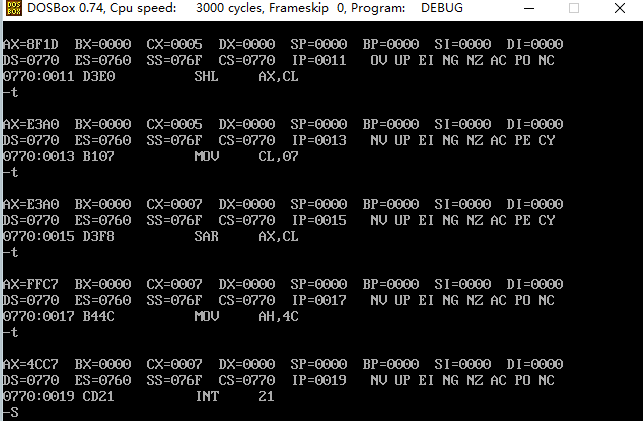 DOSBox 0.74, Cpu speed: 3000 cycles, Frameskip 0, Program: DEBUG
AX=8F1D BX=0000 CX=0005 DX=0000 SP=0000 BP=0000 SI=0000 DI=0000
DS=0770 ES=0760 SS=076F CS=0770 IP=0011 OV UP EI NG NZ AC PO NC
0770:0011 D3E0 SHL AX,CL
-t
AX=E3A0 BX=0000 CX=0005 DX=0000 SP=0000 BP=0000 SI=0000 DI=0000
DS=0770 ES=0760 SS=076F CS=0770 IP=0013 NV UP EI NG NZ AC PE CY
0770:0013 B107 MOV CL,07
-t
AX=E3A0 BX=0000 CX=0007 DX=0000 SP=0000 BP=0000 SI=0000 DI=0000
DS=0770 ES=0760 SS=076F CS=0770 IP=0015 NV UP EI NG NZ AC PE CY
0770:0015 D3F8 SAR AX,CL
-t
AX=FFC7 BX=0000 CX=0007 DX=0000 SP=0000 BP=0000 SI=0000 DI=0000
DS=0770 ES=0760 SS=076F CS=0770 IP=0017 NV UP EI NG NZ AC PO NC
0770:0017 B44C MOV AH,4C
-t
AX=4CC7 BX=0000 CX=0007 DX=0000 SP=0000 BP=0000 SI=0000 DI=0000
DS=0770 ES=0760 SS=076F CS=0770 IP=0019 NV UP EI NG NZ AC PO NC
0770:0019 CD21 INT 21
-S